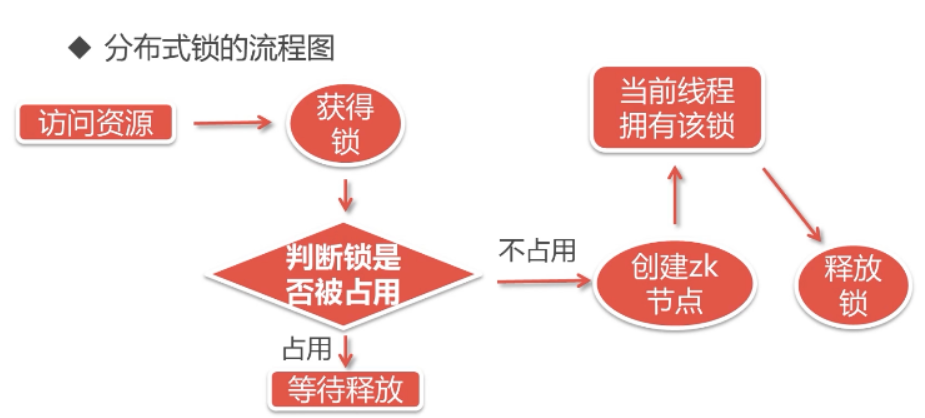 ◆ 分布式锁的流程图
访问资源
获得
锁
判断锁是
否被占用
占用
等待释放
不占用
创建zk
节点
当前线程
拥有该锁
释放
锁